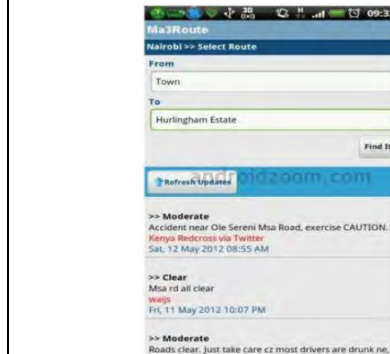 3G H 09:3
Ma3Route
Nairobi >> Select Route
From
Town
To
Hurlingham Estate
Find It
androidzoom.com
Refresh Updates
>> Moderate
Accident near Ole Sereni Msa Road, exercise CAUTION.
Kenya Redcross via Twitter
Sat, 12 May 2012 08:55 AM
>> Clear
Msa rd all clear
waijs
Fri, 11 May 2012 10:07 PM
>> Moderate
Roads clear. Just take care cz most drivers are drunk ne,